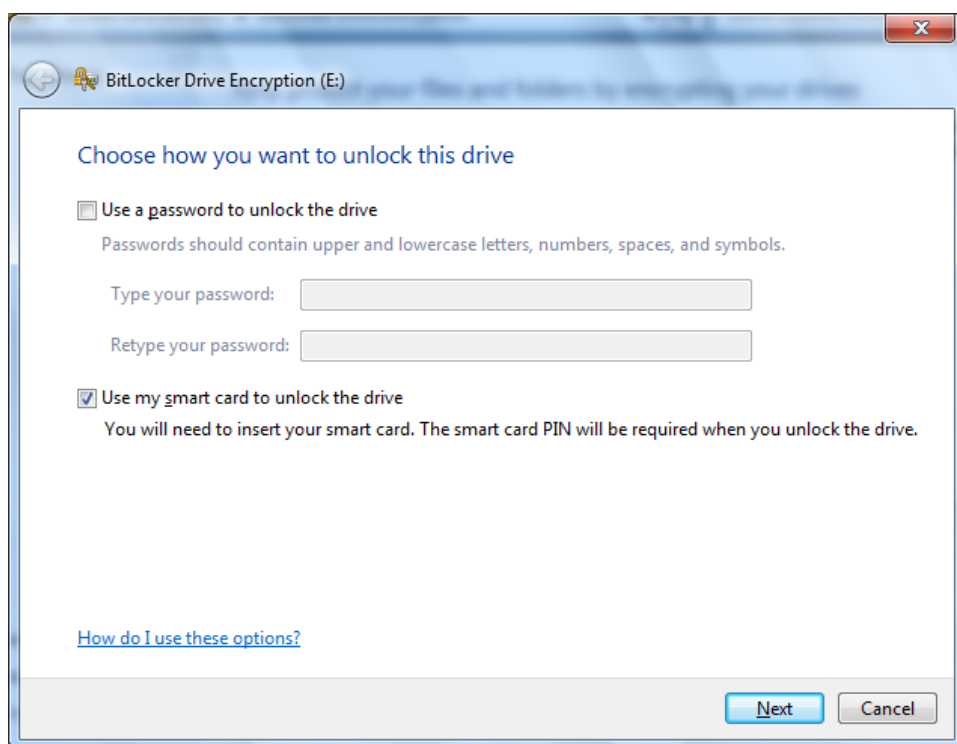 BitLocker Drive Encryption (E:)
Choose how you want to unlock this drive
Use a password to unlock the drive
Passwords should contain upper and lowercase letters, numbers, spaces, and symbols.
Type your password:
Retype your password:
Use my smart card to unlock the drive
You will need to insert your smart card. The smart card PIN will be required when you unlock the drive.
How do I use these options?
Next
Cancel